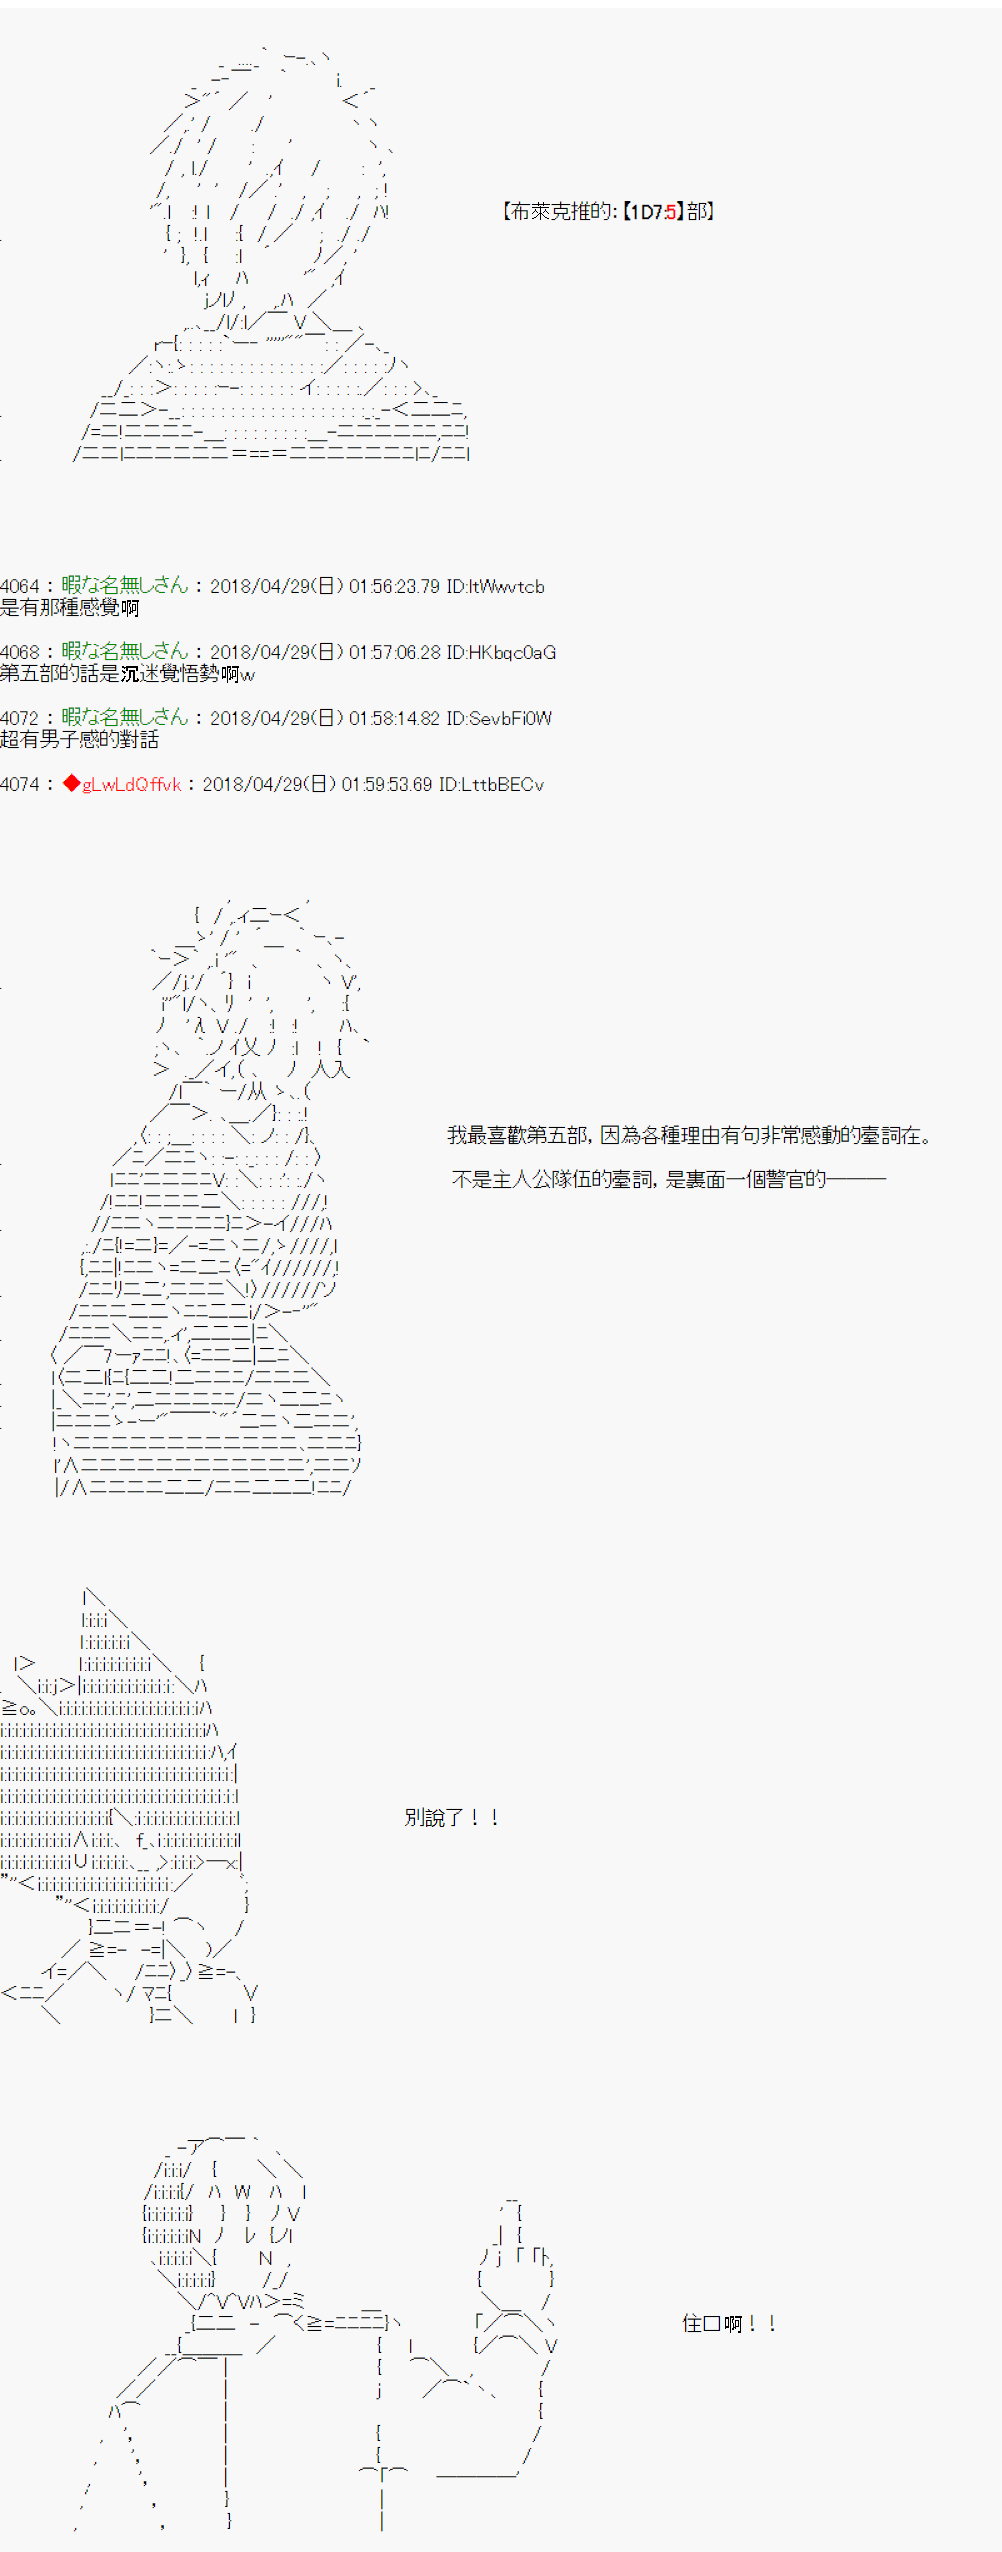 【布萊克推的：【1D7:5】部】
4064 ： 暇な名無しさん ： 2018/04/29(日) 01:56:23.79 ID:ItWwvtcb
是有那種感覺啊
4068 ： 暇な名無しさん ： 2018/04/29(日) 01:57:06.28 ID:HKbqc0aG
第五部的話是沉迷覺悟勢啊w
4072 ： 暇な名無しさん ： 2018/04/29(日) 01:58:14.82 ID:SevbFi0W
超有男子感的對話
4074 ： ◆gLwLdQffvk ： 2018/04/29(日) 01:59:53.69 ID:LttbBECv
我最喜歡第五部，因為各種理由有句非常感動的臺詞在。
不是主人公隊伍的臺詞，是裏面一個警官的———
別說了！！
住口啊！！